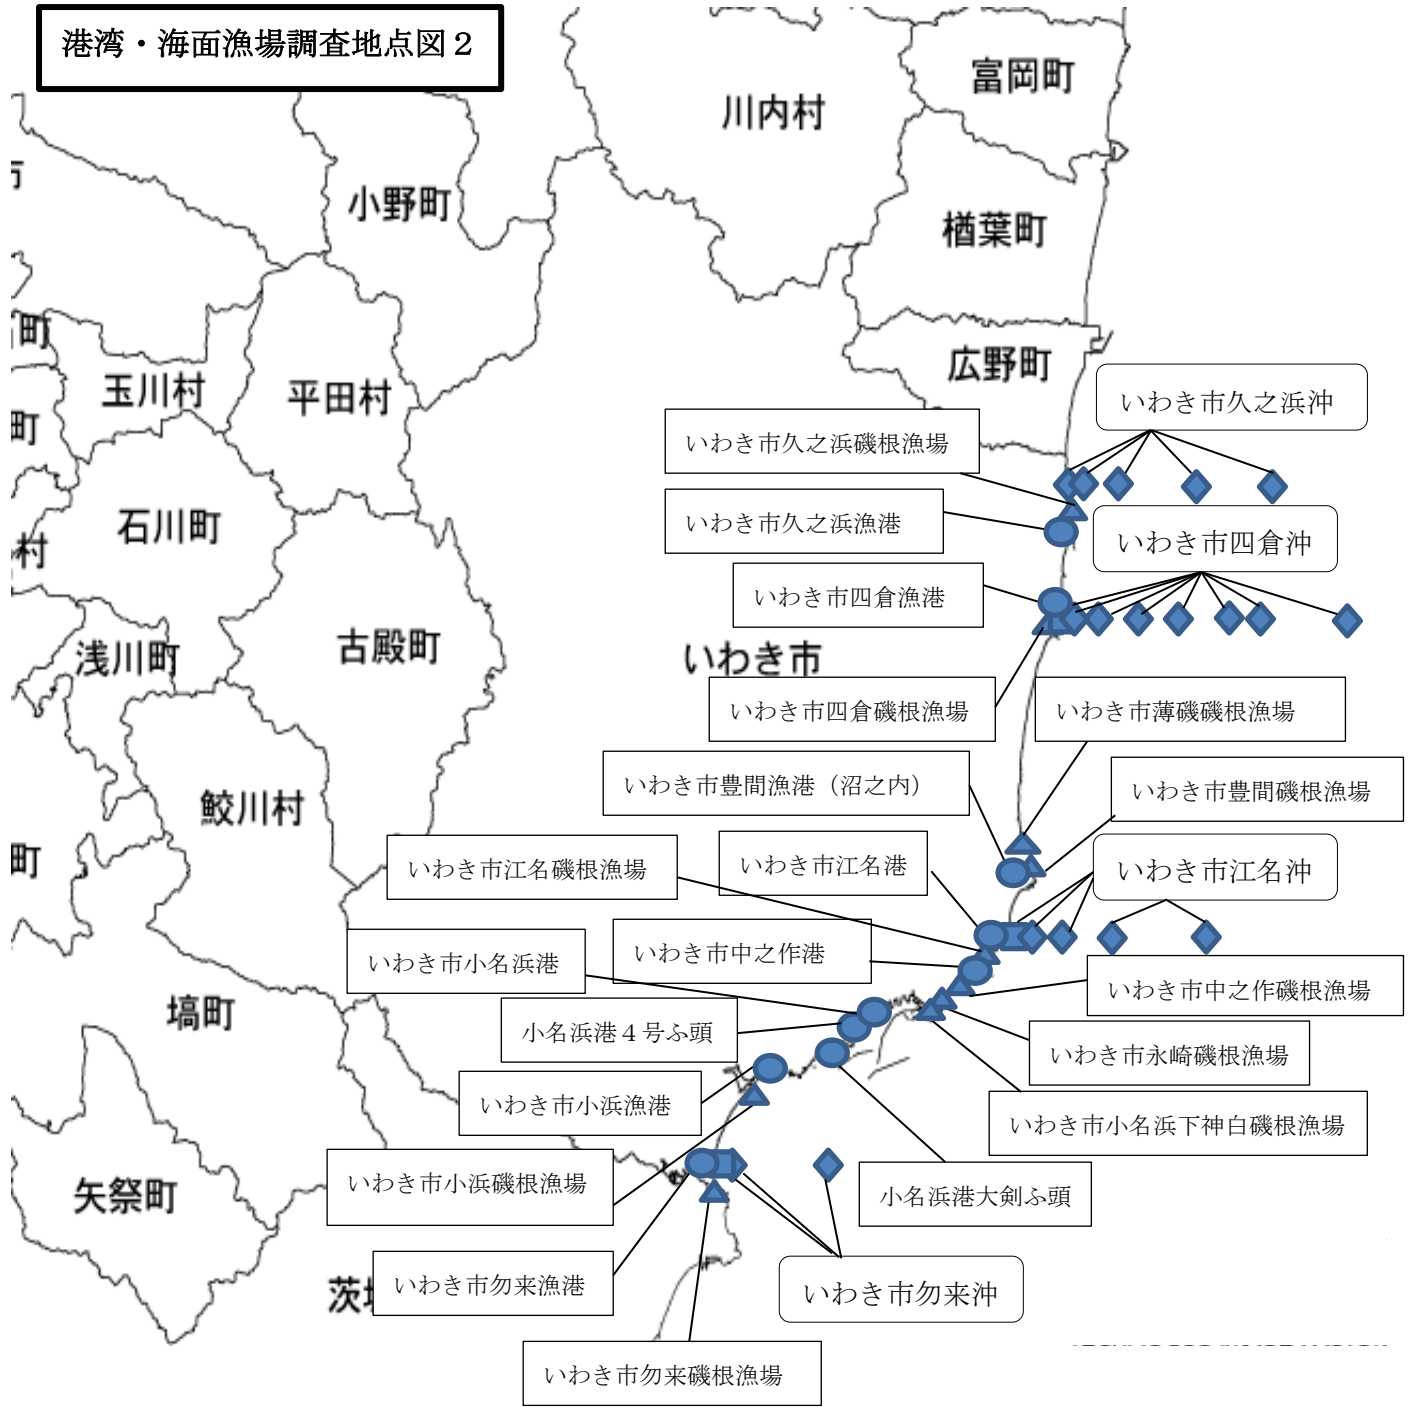 港湾・海面漁場調査地点図２
富岡町
川内村
小野町
楢葉町
町
広野町
玉川村
平田村
いわき市久之浜沖
町
いわき市久之浜磯根漁場
石川町
いわき市久之浜漁港
いわき市四倉沖
村
いわき市四倉漁港
浅川町
古殿町
いわき市
いわき市四倉磯根漁場
いわき市薄磯磯根漁場
いわき市豊間漁港（沼之内）
いわき市豊間磯根漁場
鮫川村
町
いわき市江名磯根漁場
いわき市江名港
いわき市江名沖
いわき市小名浜港
いわき市中之作港
いわき市中之作磯根漁場
塙町
小名浜港４号ふ頭
いわき市永崎磯根漁場
いわき市小浜漁港
いわき市小名浜下神白磯根漁場
矢祭町
いわき市小浜磯根漁場
小名浜港大剣ふ頭
茨
いわき市勿来漁港
いわき市勿来沖
いわき市勿来磯根漁場